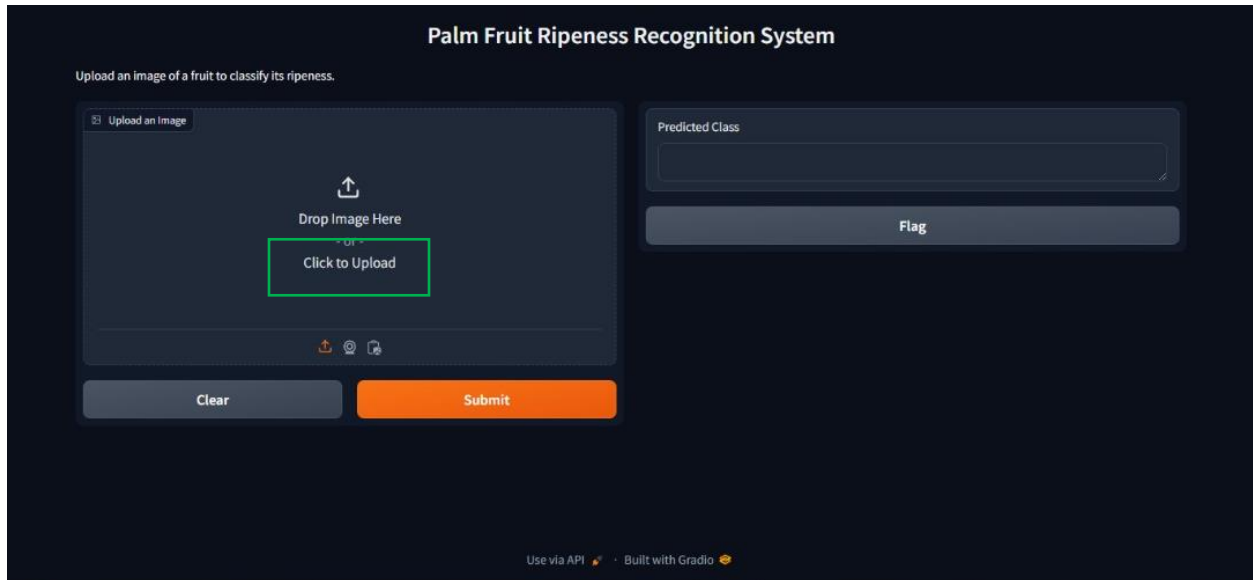 Palm Fruit Ripeness Recognition System
Upload an image of a fruit to classify its ripeness.
Upload an Image
Drop Image Here
- or -
Click to Upload
Clear
Submit
Predicted Class
Flag
Use via API · Built with Gradio